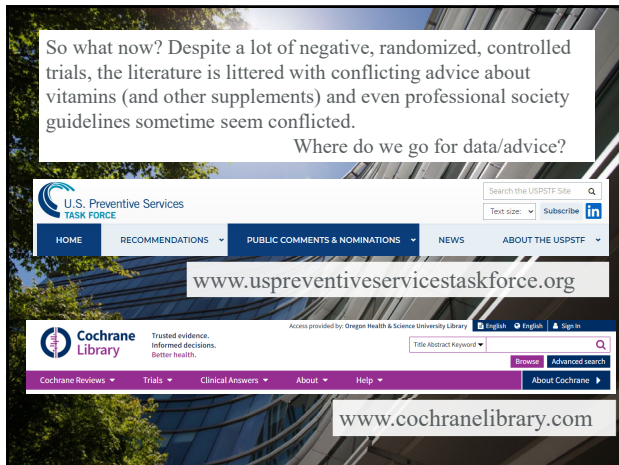 So what now? Despite a lot of negative, randomized, controlled
trials, the literature is littered with conflicting advice about
vitamins (and other supplements) and even professional society
guidelines sometime seem conflicted.
Where do we go for data/advice?
U.S. Preventive Services
TASK FORCE
Search the USPSTF Site
Text size: Subscribe in
HOME RECOMMENDATIONS PUBLIC COMMENTS & NOMINATIONS NEWS ABOUT THE USPSTF
www.uspreventiveservicestaskforce.org
Access provided by: Oregon Health & Science University Library English English Sign In
Cochrane
Library
Trusted evidence.
Informed decisions.
Better health.
Title Abstract Keyword
Browse Advanced search
Cochrane Reviews Trials Clinical Answers About Help About Cochrane
www.cochranelibrary.com